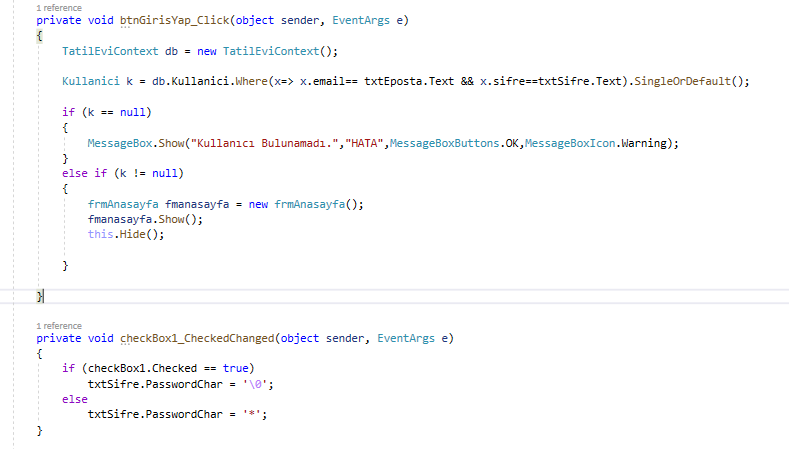 1 reference
private void btnGirisYap_Click(object sender, EventArgs e)
{
TatilEviContext db = new TatilEviContext();
Kullanici k = db.Kullanici.Where(x=> x.email== txtEposta.Text && x.sifre==txtSifre.Text).SingleOrDefault();
if (k == null)
{
MessageBox.Show("Kullanıcı Bulunamadı.","HATA",MessageBoxButtons.OK,MessageBoxIcon.Warning);
}
else if (k != null)
{
frmAnasayfa fmanasayfa = new frmAnasayfa();
fmanasayfa.Show();
this.Hide();
}
}
1 reference
private void checkBox1_CheckedChanged(object sender, EventArgs e)
{
if (checkBox1.Checked == true)
txtSifre.PasswordChar = '\0';
else
txtSifre.PasswordChar = '*';
}